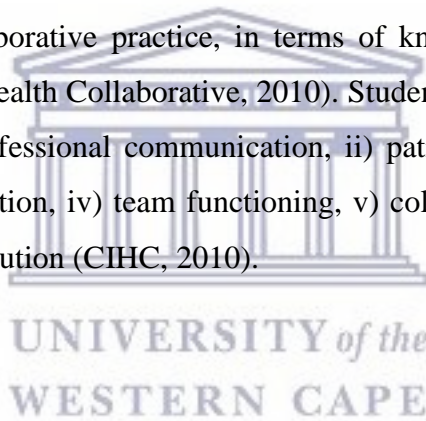 borative practice, in terms of kn
ealth Collaborative, 2010). Studen
fessional communication, ii) pat
tion, iv) team functioning, v) col
ution (CIHC, 2010).
UNIVERSITY of the
WESTERN CAPE